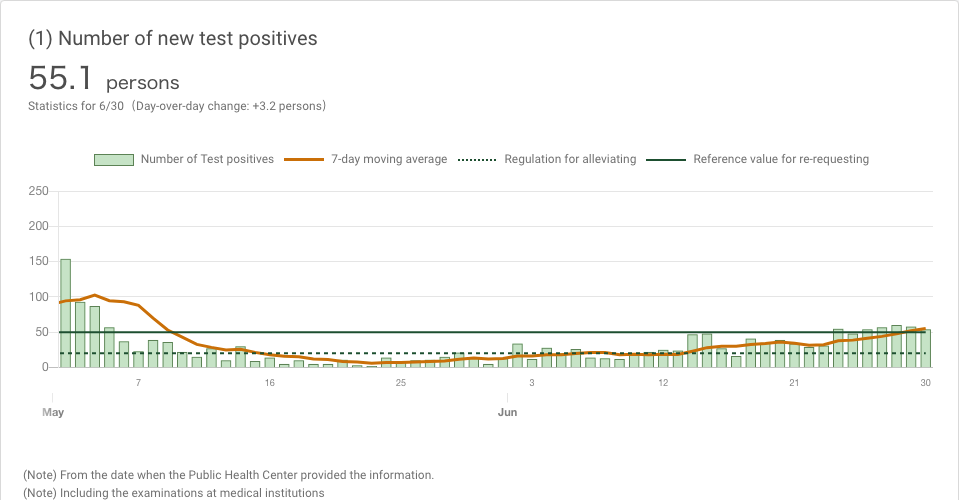 (1) Number of new test positives
55.1 persons
Statistics for 6/30 (Day-over-day change: +3.2 persons)
Number of Test positives 7-day moving average Regulation for alleviating Reference value for re-requesting
250
200
150
100
50
0
7 16 25 3 12 21 30
May Jun
(Note) From the date when the Public Health Center provided the information.
(Note) Including the examinations at medical institutions